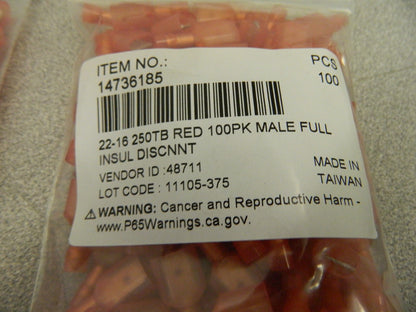 ITEM NO.: PCS
14736185 100
22-16 250TB RED 100PK MALE FULL
INSUL DISCNNT
VENDOR ID :48711 MADE IN
LOT CODE : 11105-375 TAIWAN
⚠WARNING: Cancer and Reproductive Harm -
www.P65Warnings.ca.gov.